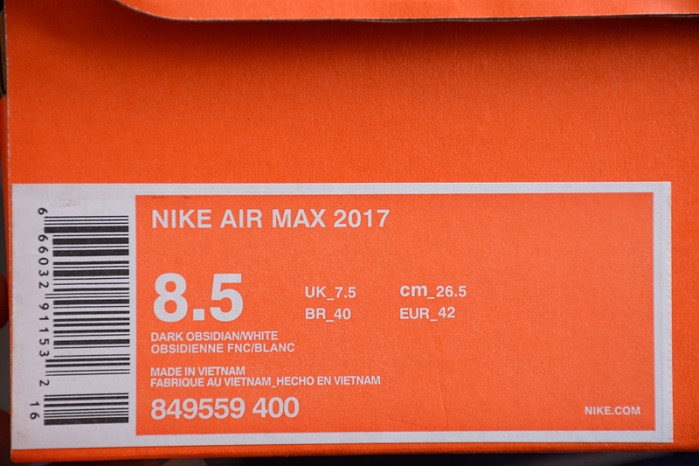 NIKE AIR MAX 2017
8.5
UK_7.5 cm_26.5
BR_40 EUR_42
DARK OBSIDIAN/WHITE
OBSIDIENNE FNC/BLANC
MADE IN VIETNAM
FABRIQUE AU VIETNAM_HECHO EN VIETNAM
849559 400
NIKE.COM
6 66032 91153 2 16